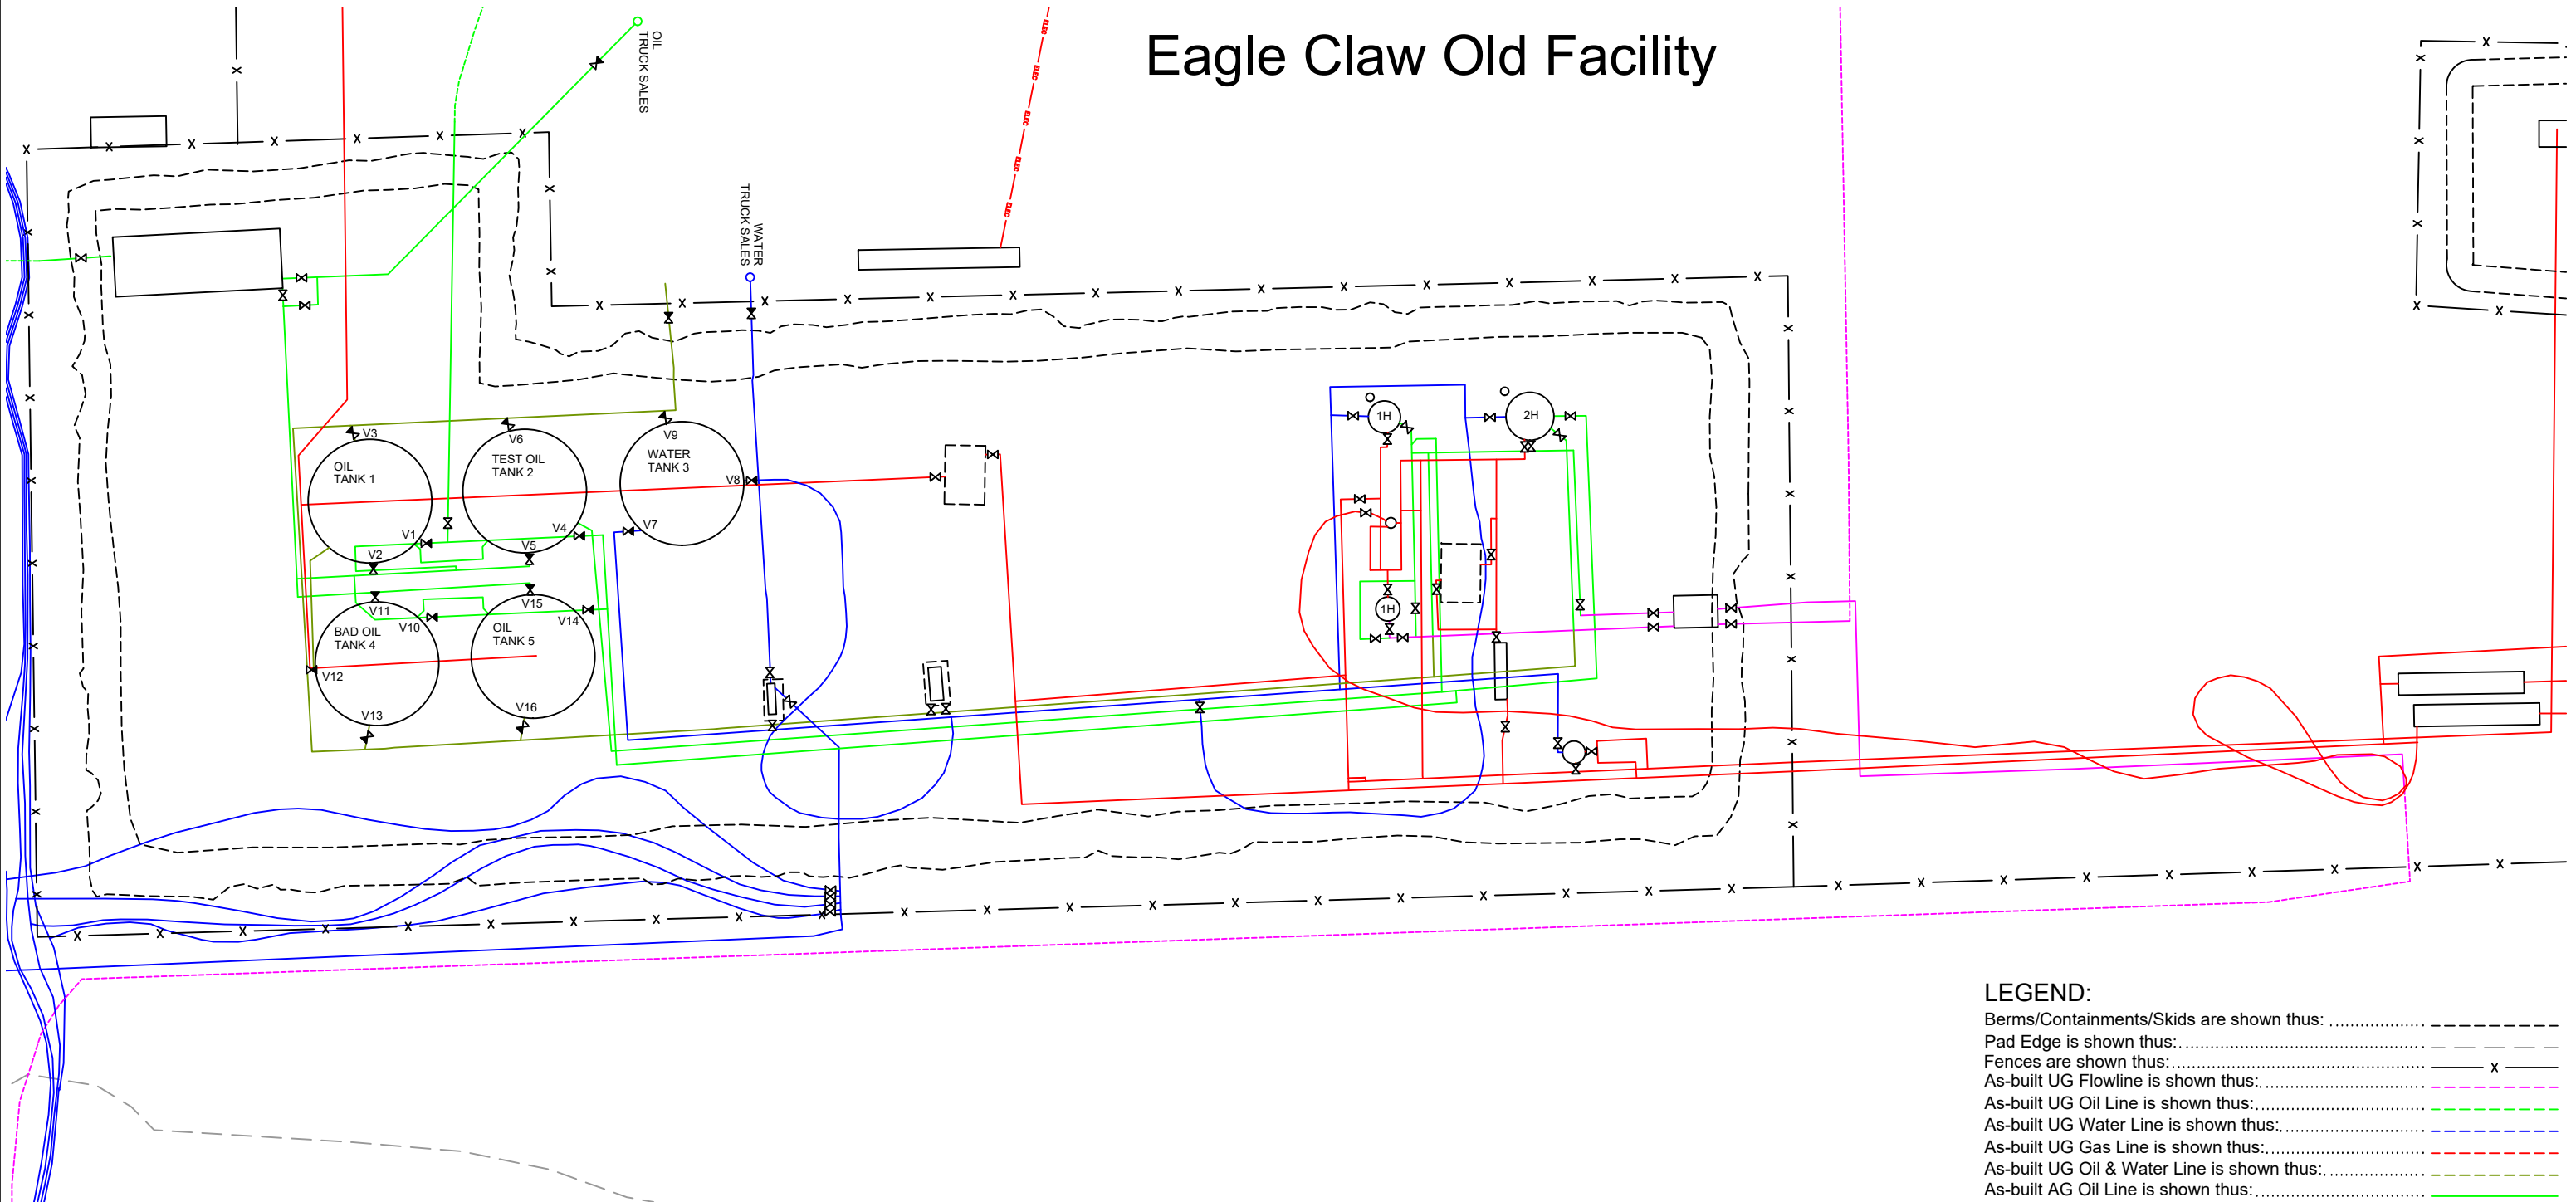 Eagle Claw Old Facility
OIL
TRUCK SALES
WATER
TRUCK SALES
ELEC
ELEC
ELEC
ELEC
ELEC
V3
OIL
TANK 1
V1
V2
V6
TEST OIL
TANK 2
V4
V5
V9
WATER
TANK 3
V8
V7
V11
V10
BAD OIL
TANK 4
V12
V13
V15
V14
OIL
TANK 5
V16
1H
2H
1H
LEGEND:
Berms/Containments/Skids are shown thus:
Pad Edge is shown thus:
Fences are shown thus: X
As-built UG Flowline is shown thus:
As-built UG Oil Line is shown thus:
As-built UG Water Line is shown thus:
As-built UG Gas Line is shown thus:
As-built UG Oil & Water Line is shown thus:
As-built AG Oil Line is shown thus: